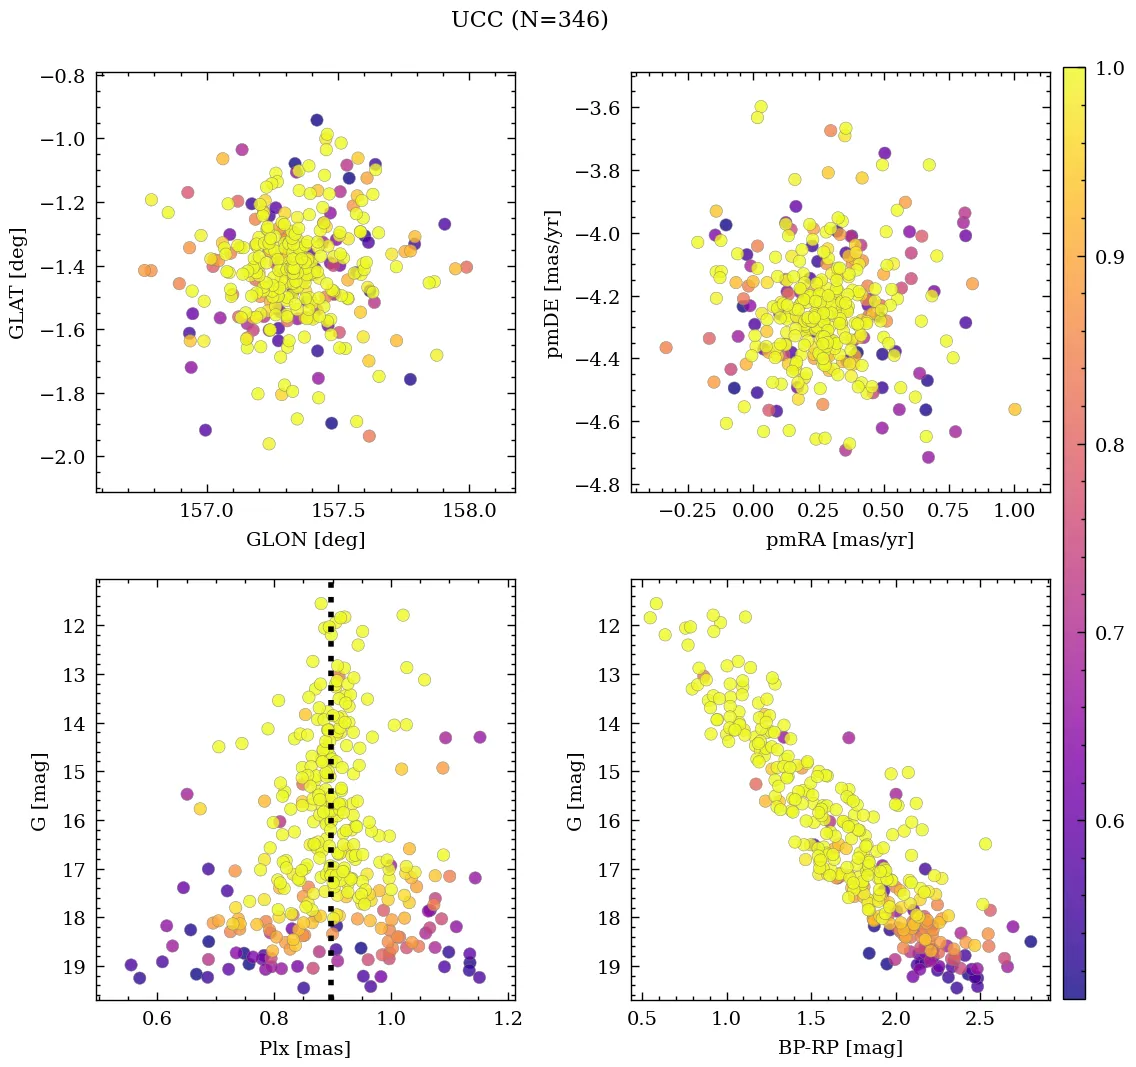 UCC (N=346)
−0.8
−1.0
−1.2
−1.4
−1.6
−1.8
−2.0
GLAT [deg]
157.0 157.5 158.0
GLON [deg]
−3.6
−3.8
−4.0
−4.2
−4.4
−4.6
−4.8
pmDE [mas/yr]
−0.25 0.00 0.25 0.50 0.75 1.00
pmRA [mas/yr]
1.0
0.9
0.8
0.7
0.6
12
13
14
15
16
17
18
19
G [mag]
0.6 0.8 1.0 1.2
Plx [mas]
12
13
14
15
16
17
18
19
G [mag]
0.5 1.0 1.5 2.0 2.5
BP-RP [mag]